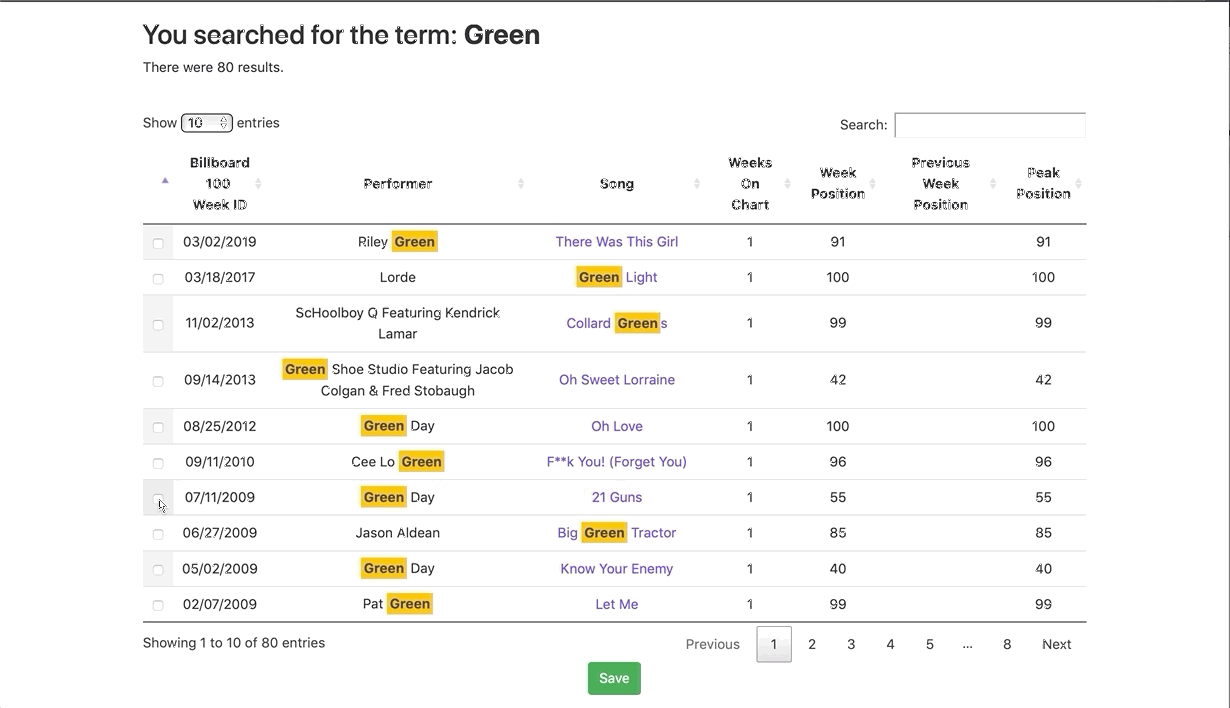 You searched for the term: Green
There were 80 results.
Show 10 entries
Search:
Billboard 100 Week ID Performer Song Weeks On Chart Week Position Previous Week Position Peak Position
03/02/2019 Riley Green There Was This Girl 1 91 91
03/18/2017 Lorde Green Light 1 100 100
11/02/2013 ScHoolboy Q Featuring Kendrick Lamar Collard Greens 1 99 99
09/14/2013 Green Shoe Studio Featuring Jacob Colgan & Fred Stobaugh Oh Sweet Lorraine 1 42 42
08/25/2012 Green Day Oh Love 1 100 100
09/11/2010 Cee Lo Green F**k You! (Forget You) 1 96 96
07/11/2009 Green Day 21 Guns 1 55 55
06/27/2009 Jason Aldean Big Green Tractor 1 85 85
05/02/2009 Green Day Know Your Enemy 1 40 40
02/07/2009 Pat Green Let Me 1 99 99
Showing 1 to 10 of 80 entries
Previous 1 2 3 4 5 ... 8 Next
Save